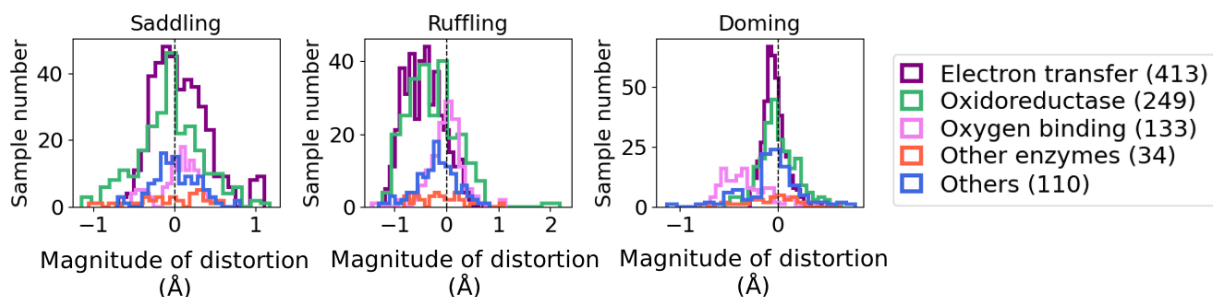 Saddling
Sample number
40
20
0
−1
0
1
Magnitude of distortion
(Å)
Ruffling
Sample number
40
20
0
−1
0
1
2
Magnitude of distortion
(Å)
Doming
Sample number
50
25
0
−1
0
Magnitude of distortion
(Å)
Electron transfer (413)
Oxidoreductase (249)
Oxygen binding (133)
Other enzymes (34)
Others (110)